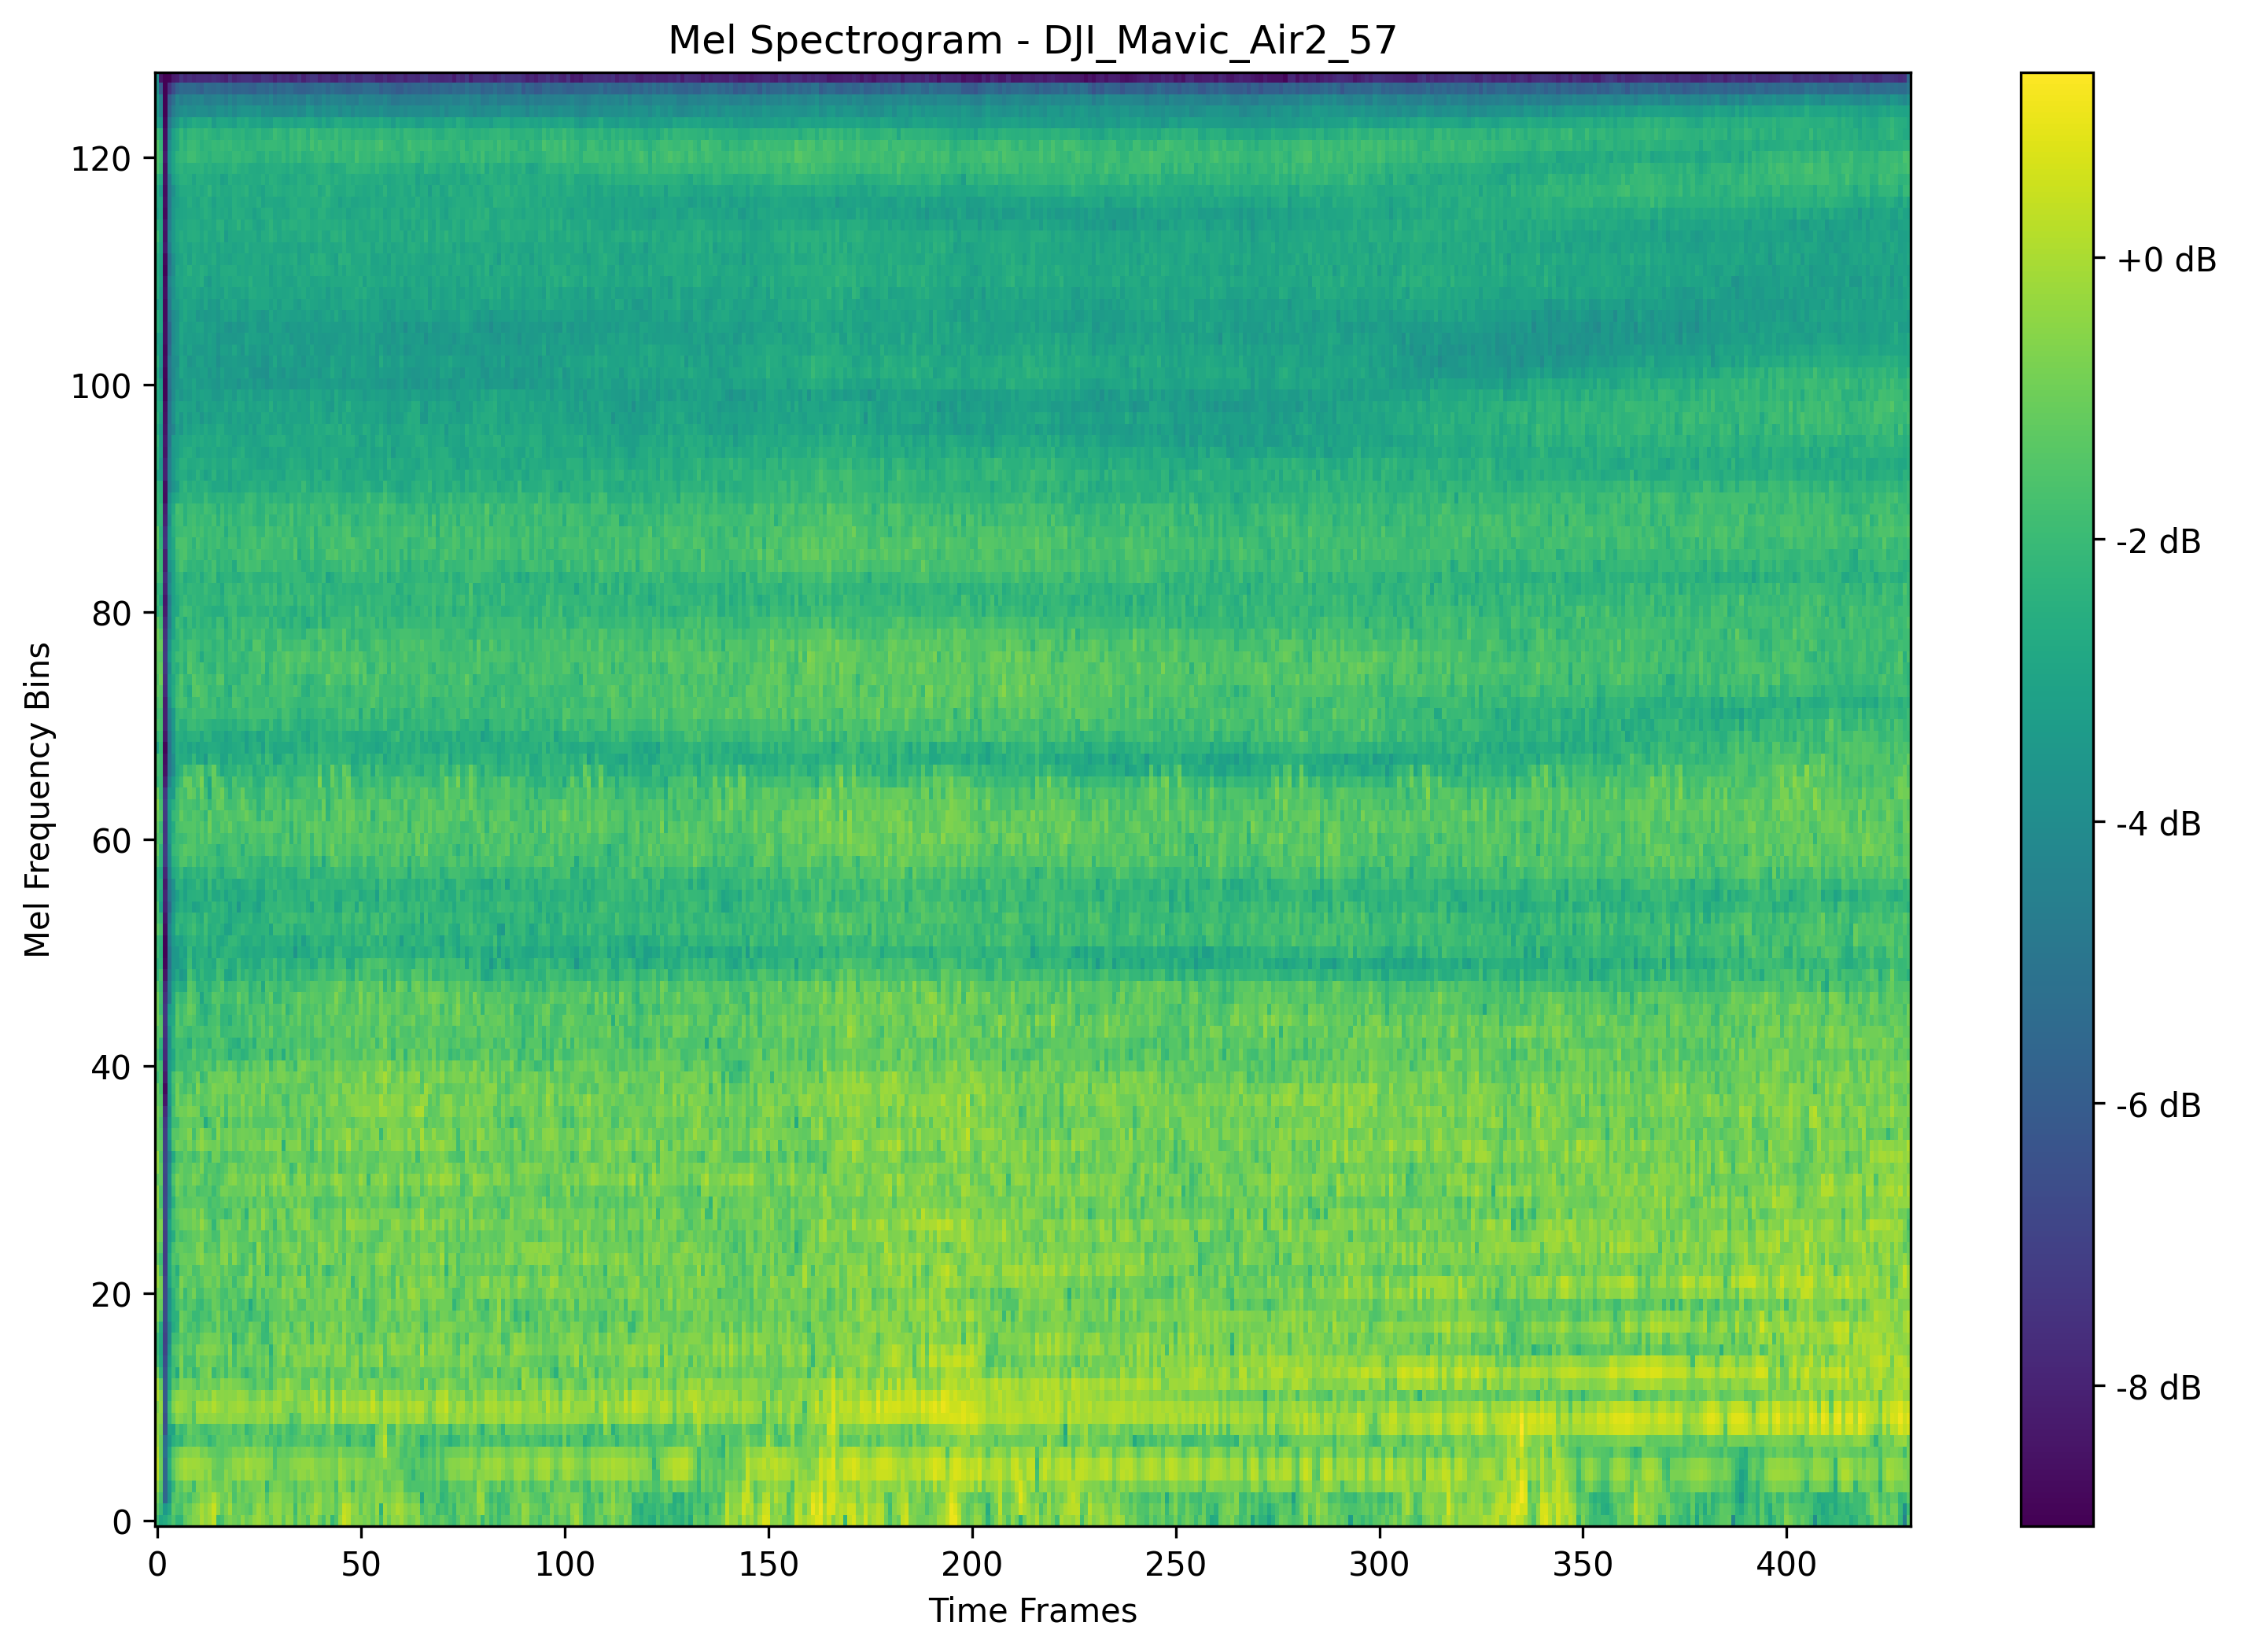 Mel Spectrogram - DJI_Mavic_Air2_57
Mel Frequency Bins
120
100
80
60
40
20
0
0 50 100 150 200 250 300 350 400
Time Frames
+0 dB
-2 dB
-4 dB
-6 dB
-8 dB